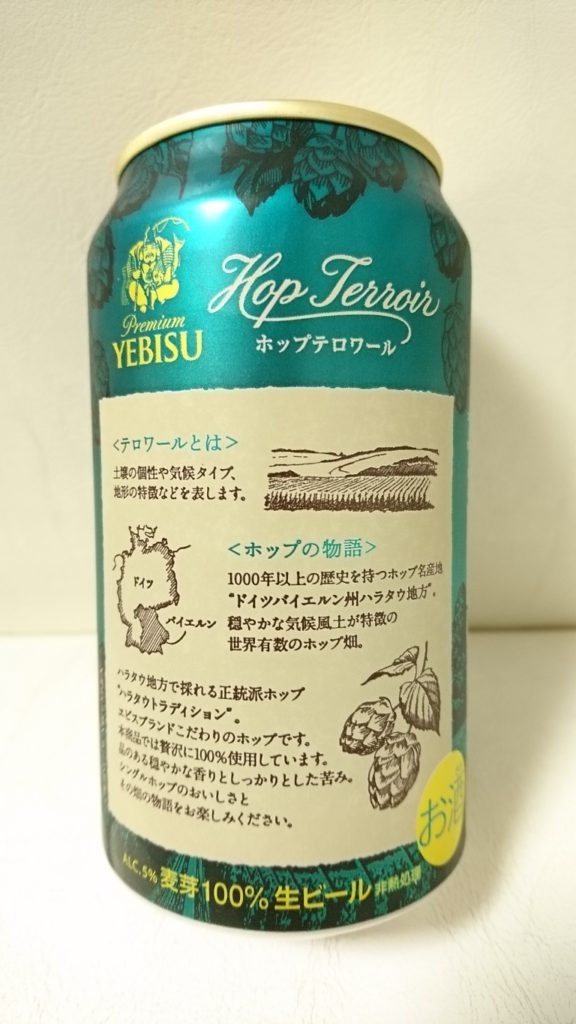 Premium
YEBISU
Hop Terroir
ホップテロワール
<テロワールとは>
土壌の個性や気候タイプ、
地形の特徴などを表します。
ドイツ
バイエルン
<ホップの物語>
1000年以上の歴史を持つホップ名産地
"ドイツバイエルン州ハラタウ地方"。
穏やかな気候風土が特徴の
世界有数のホップ畑。
ハラタウ地方で採れる正統派ホップ
"ハラタウトラディション"。
ヱビスブランドこだわりのホップです。
本商品では贅沢に100%使用しています。
品のある穏やかな香りとしっかりとした苦み。
シングルホップのおいしさと
その畑の物語をお楽しみください。
お酒
ALC.5% 麦芽100% 生ビール 非熱処理